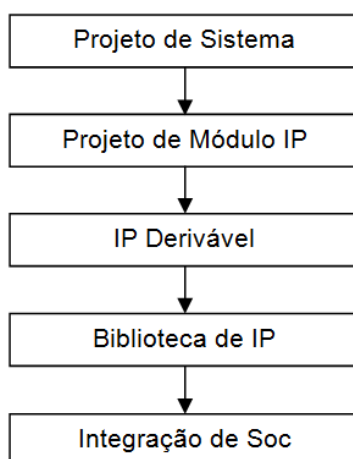 Projeto de Sistema
Projeto de Módulo IP
IP Derivável
Biblioteca de IP
Integração de Soc